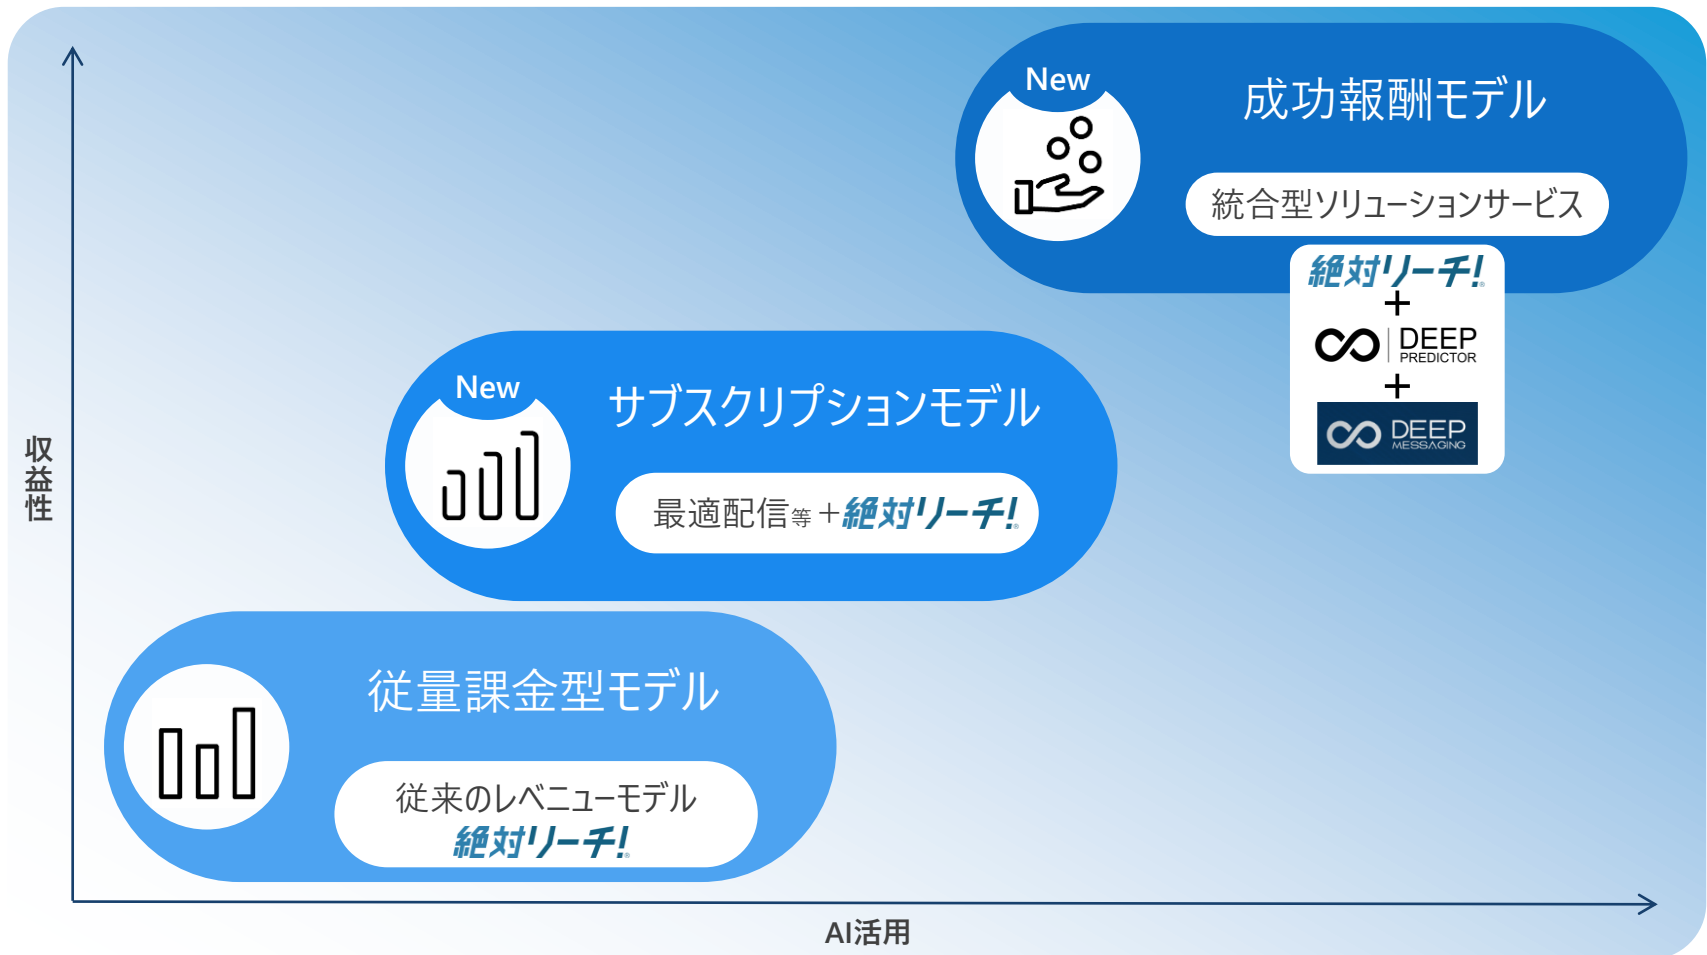 New
成功報酬モデル
統合型ソリューションサービス
絶対リーチ!®
+
DEEP
PREDICTOR
+
DEEP
MESSAGING
New
サブスクリプションモデル
最適配信等+絶対リーチ!®
収益性
従量課金型モデル
従来のレベニューモデル
絶対リーチ!®
AI活用